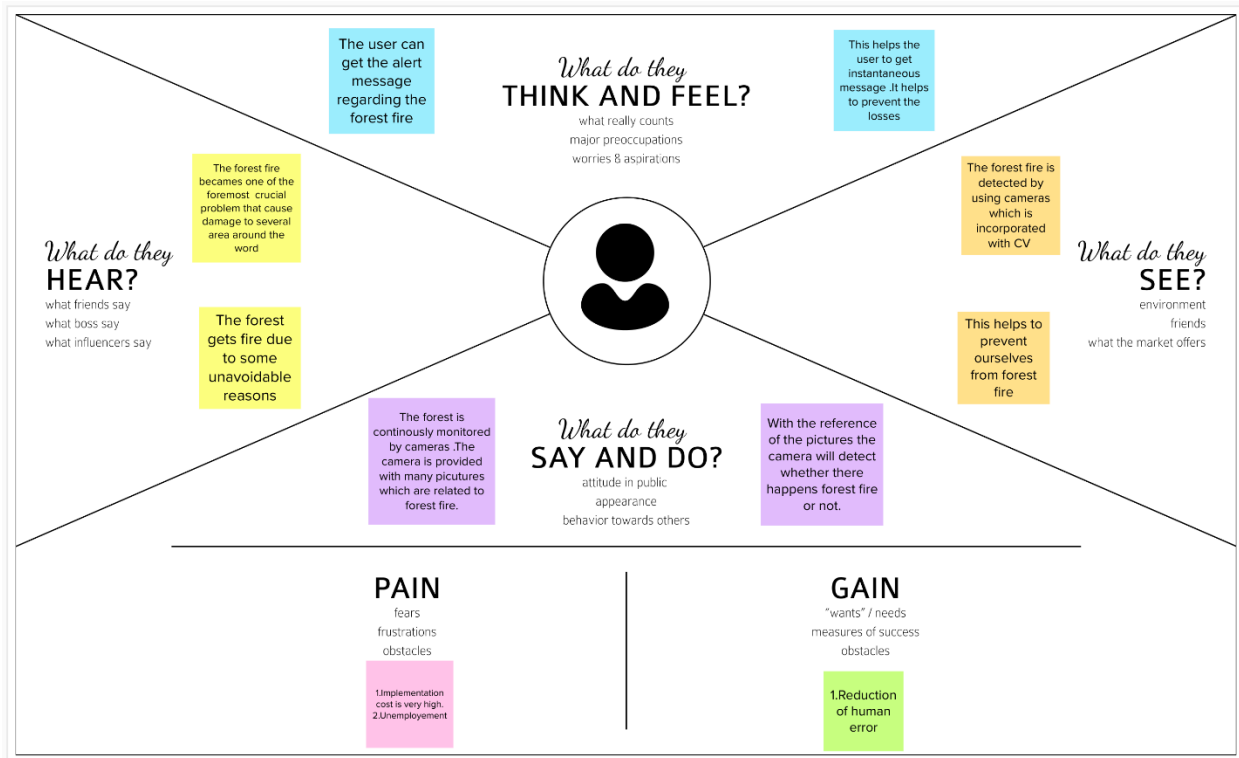 The user can
get the alert
message
regarding the
forest fire
What do they
THINK AND FEEL?
what really counts
major preoccupations
worries & aspirations
This helps the
user to get
instantaneous
message .It helps
to prevent the
losses
The forest fire
becames one of the
foremost crucial
problem that cause
damage to several
area around the
word
What do they
HEAR?
what friends say
what boss say
what influencers say
The forest
gets fire due
to some
unavoidable
reasons
The forest fire is
detected by
using cameras
which is
incorporated
with CV
What do they
SEE?
environment
friends
what the market offers
This helps to
prevent
ourselves
from forest
fire
The forest is
continously monitored
by cameras .The
camera is provided
with many picutures
which are related to
forest fire.
What do they
SAY AND DO?
attitude in public
appearance
behavior towards others
With the reference
of the pictures the
camera will detect
whether there
happens forest fire
or not.
PAIN
fears
frustrations
obstacles
1.Implementation
cost is very high.
2.Unemployement
GAIN
"wants" / needs
measures of success
obstacles
1.Reduction
of human
error